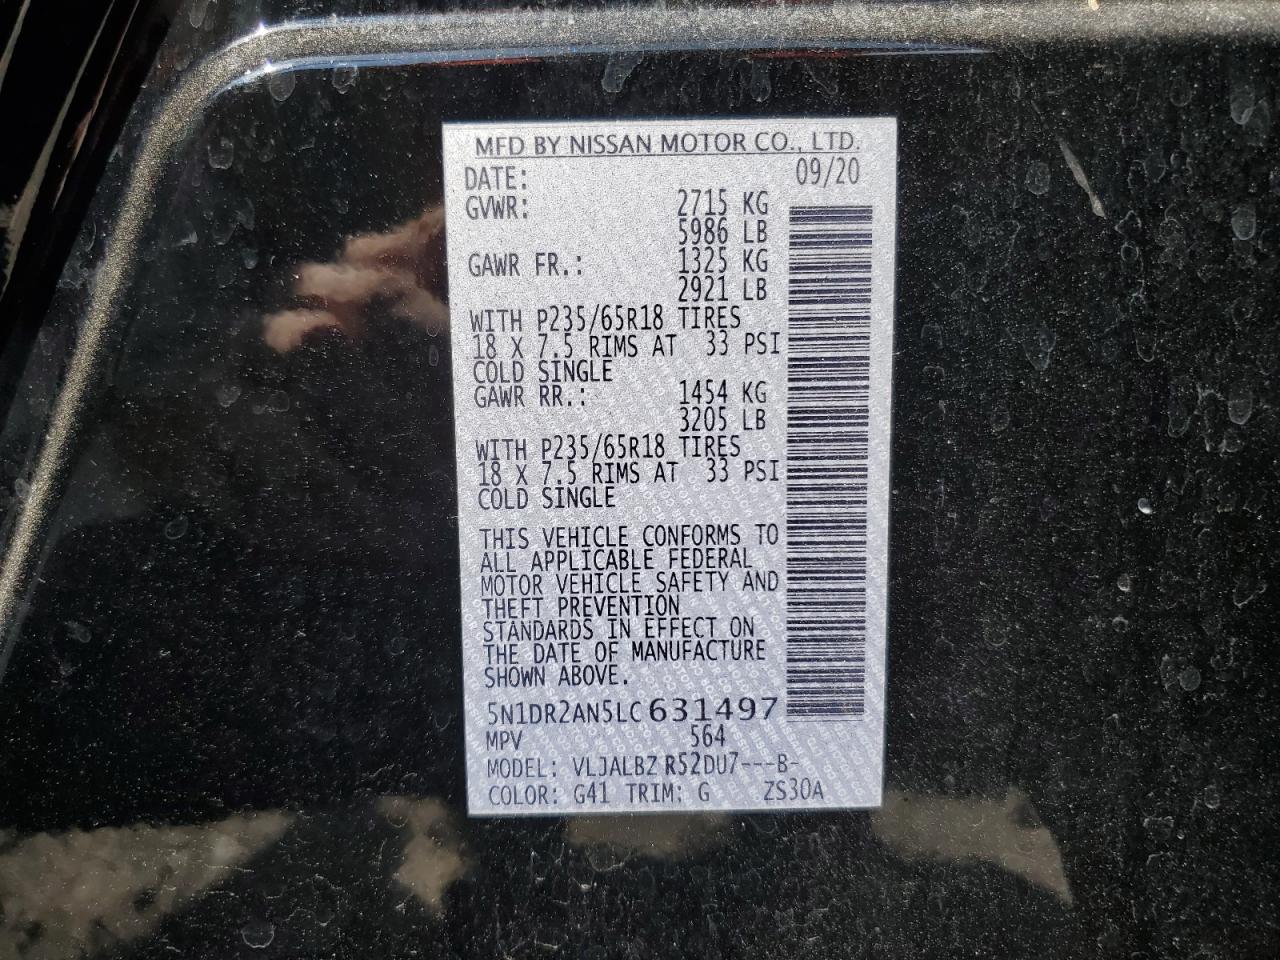 MFD BY NISSAN MOTOR CO., LTD.
DATE: 09/20
GVWR: 2715 KG
5986 LB
GAWR FR.: 1325 KG
2921 LB
WITH P235/65R18 TIRES
18 X 7.5 RIMS AT 33 PSI
COLD SINGLE
GAWR RR.: 1454 KG
3205 LB
WITH P235/65R18 TIRES
18 X 7.5 RIMS AT 33 PSI
COLD SINGLE
THIS VEHICLE CONFORMS TO
ALL APPLICABLE FEDERAL
MOTOR VEHICLE SAFETY AND
THEFT PREVENTION
STANDARDS IN EFFECT ON
THE DATE OF MANUFACTURE
SHOWN ABOVE.
5N1DR2AN5LC631497
MPV 564
MODEL: VLJALBZ R52DU7---B-
COLOR: G41 TRIM: G ZS30A